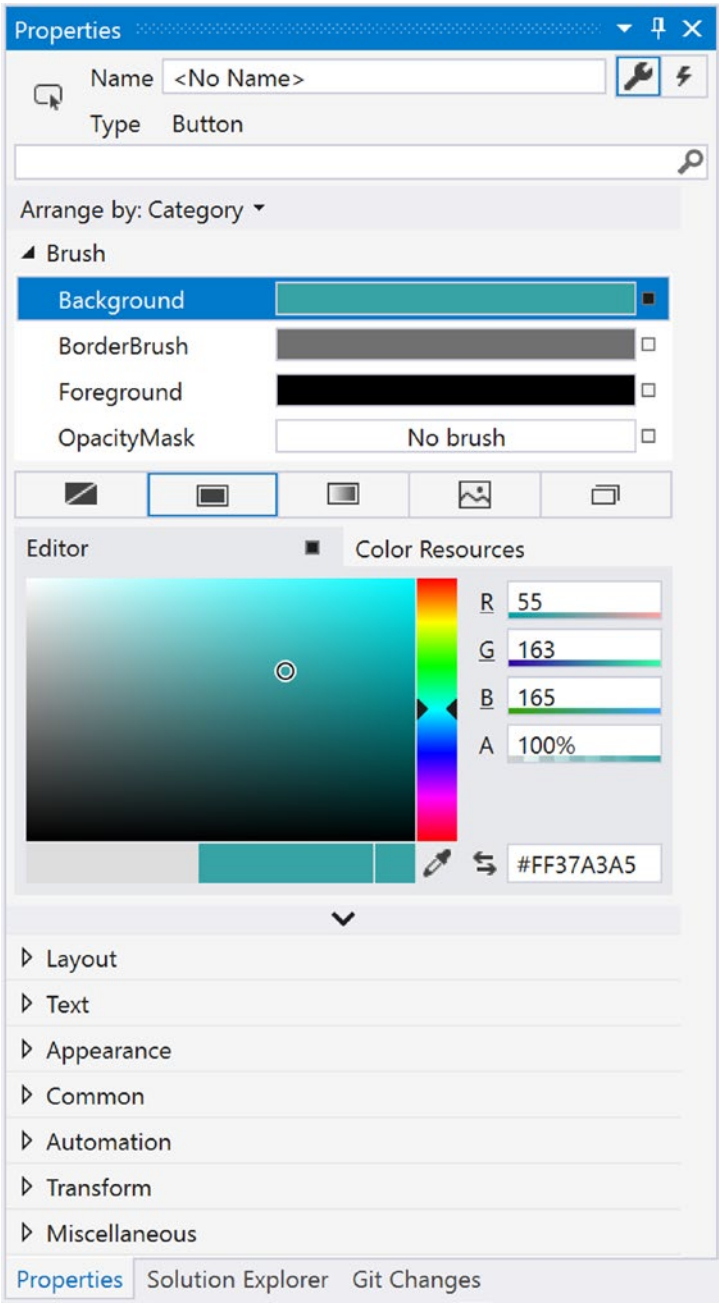 Properties
Name <No Name>
Type Button
Arrange by: Category
Brush
Background
BorderBrush
Foreground
OpacityMask No brush
Editor Color Resources
R 55
G 163
B 165
A 100%
#FF37A3A5
Layout
Text
Appearance
Common
Automation
Transform
Miscellaneous
Properties Solution Explorer Git Changes